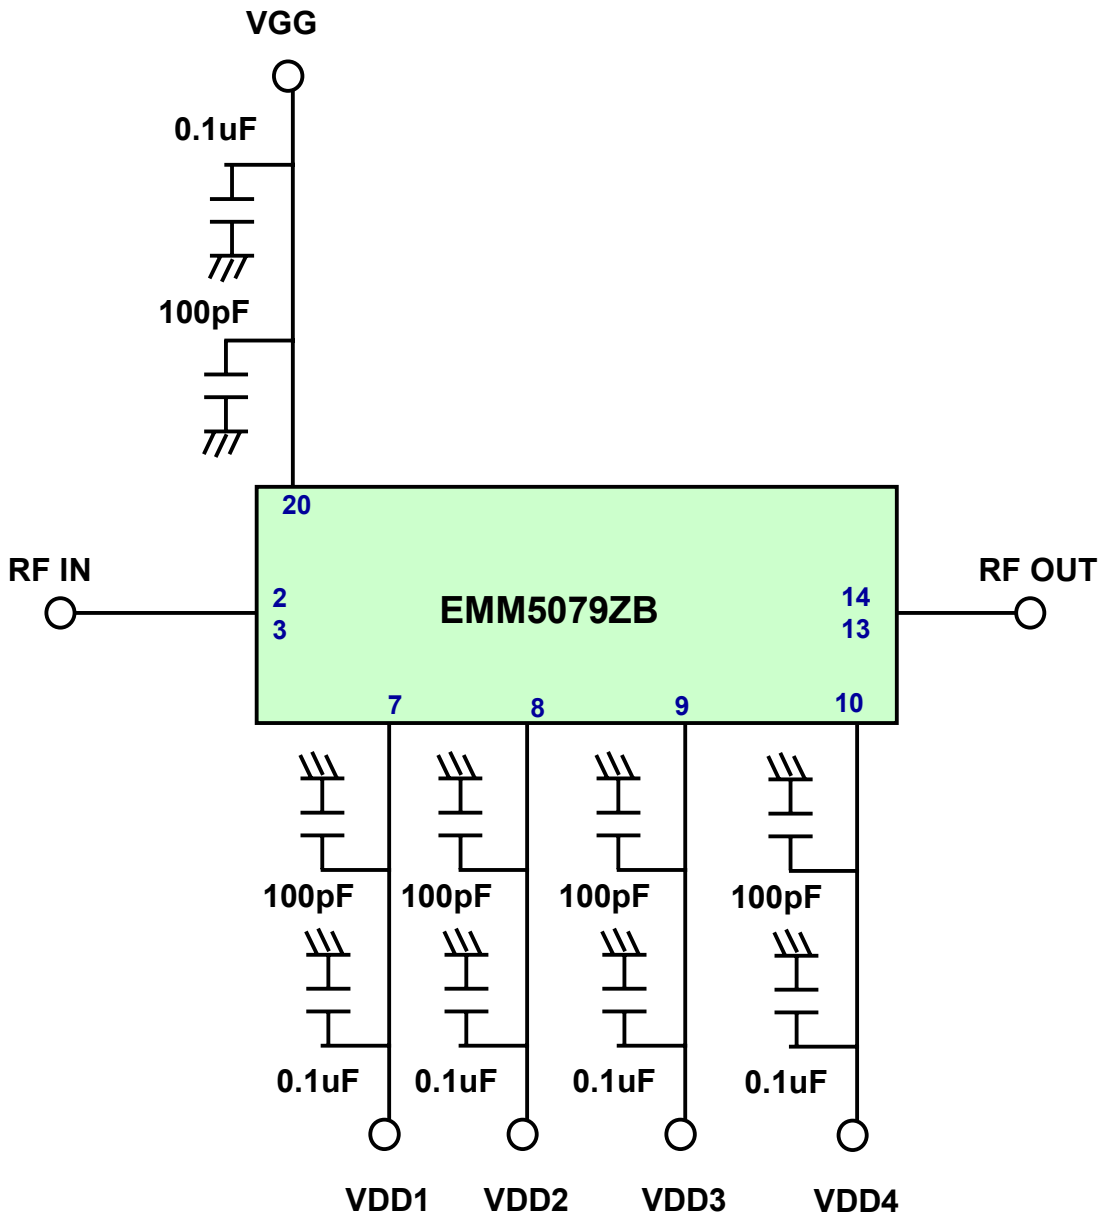 VGG
0.1uF
100pF
20
RF IN
RF OUT
2
3
EMM5079ZB
14
13
7
8
9
10
100pF
100pF
100pF
100pF
0.1uF
0.1uF
0.1uF
0.1uF
VDD1
VDD2
VDD3
VDD4